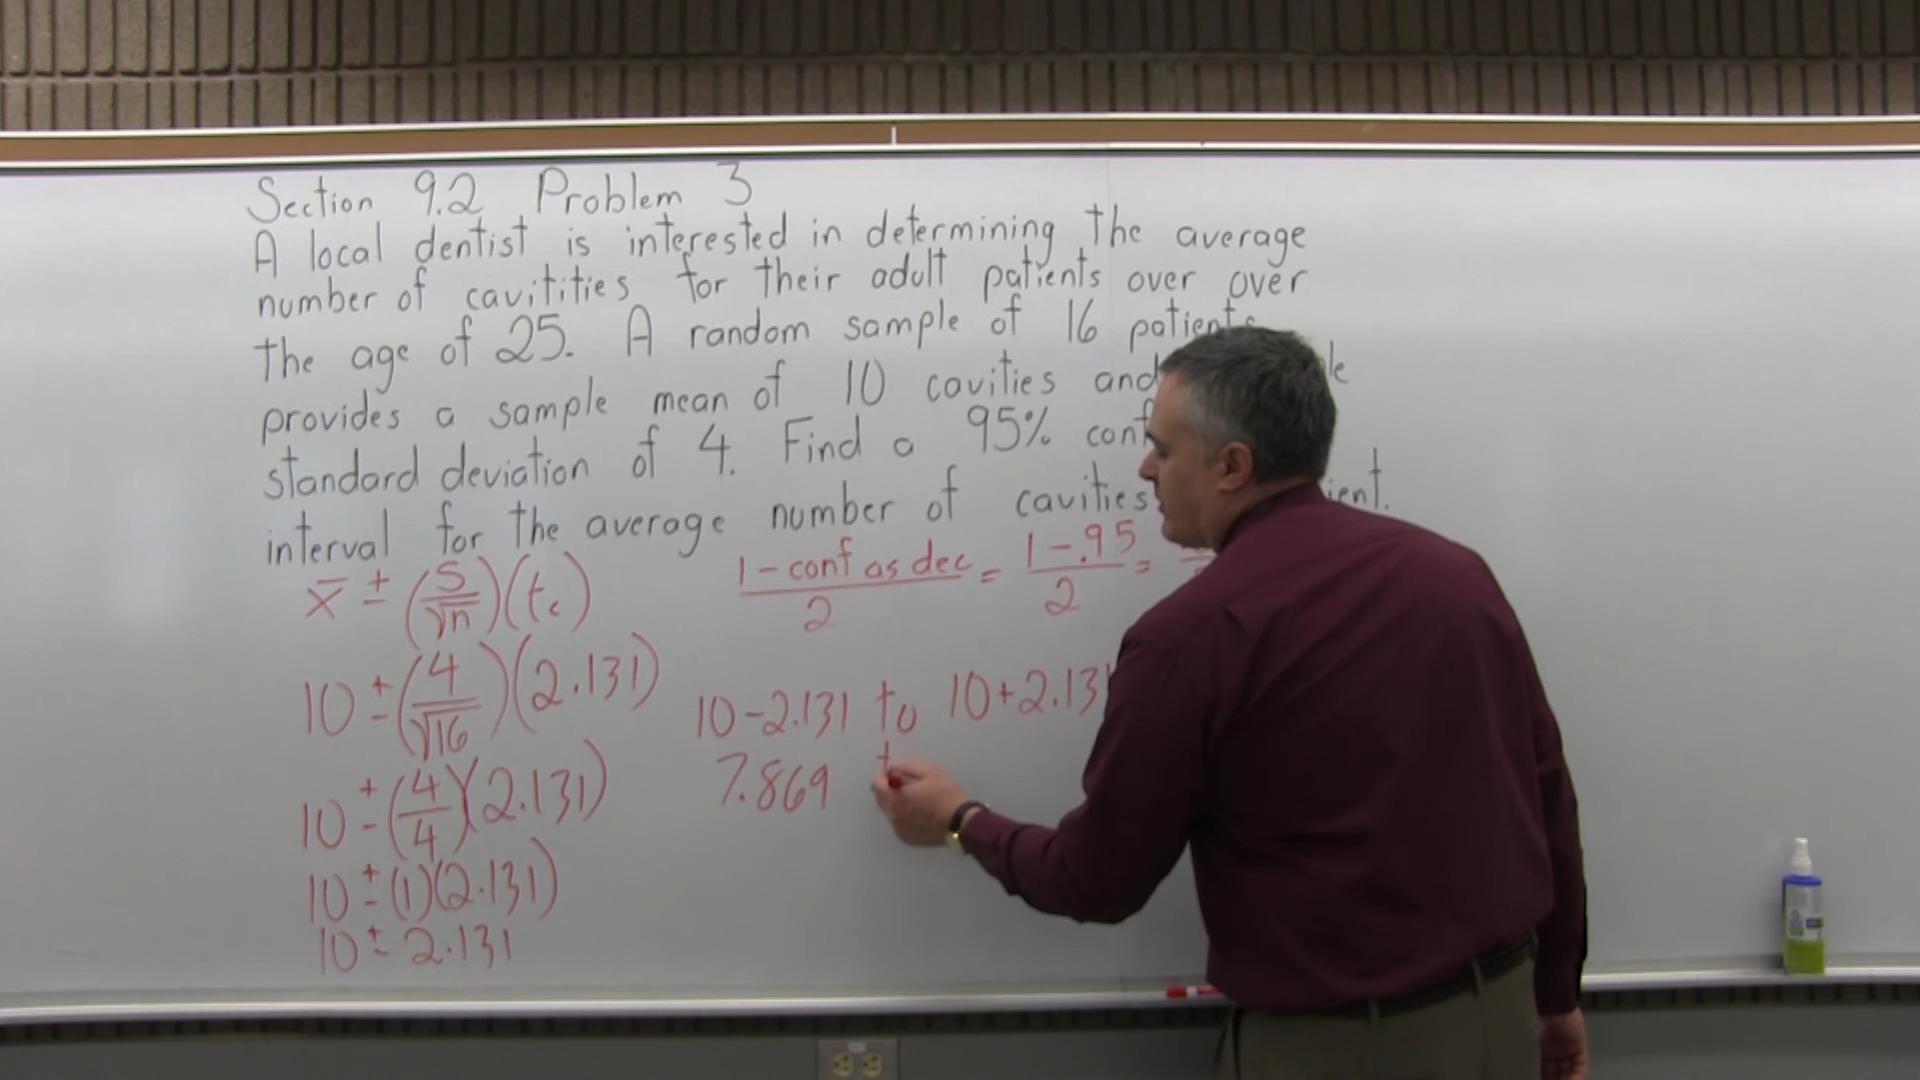 Section 9.2 Problem 3
A local dentist is interested in determining the average
number of cavitities for their adult patients over over
the age of 25. A random sample of 16 patients
provides a sample mean of 10 cavities and
standard deviation of 4. Find a 95%
interval for the average number of cavities
x̄ ± (s/√n)(t_c)
1 - conf as dec / 2 = 1 - .95 / 2 =
10 ± (4/√16)(2.131)
10 - 2.131 to 10 + 2.131
10 ± (4/4)(2.131)
7.869
10 ± (1)(2.131)
10 ± 2.131